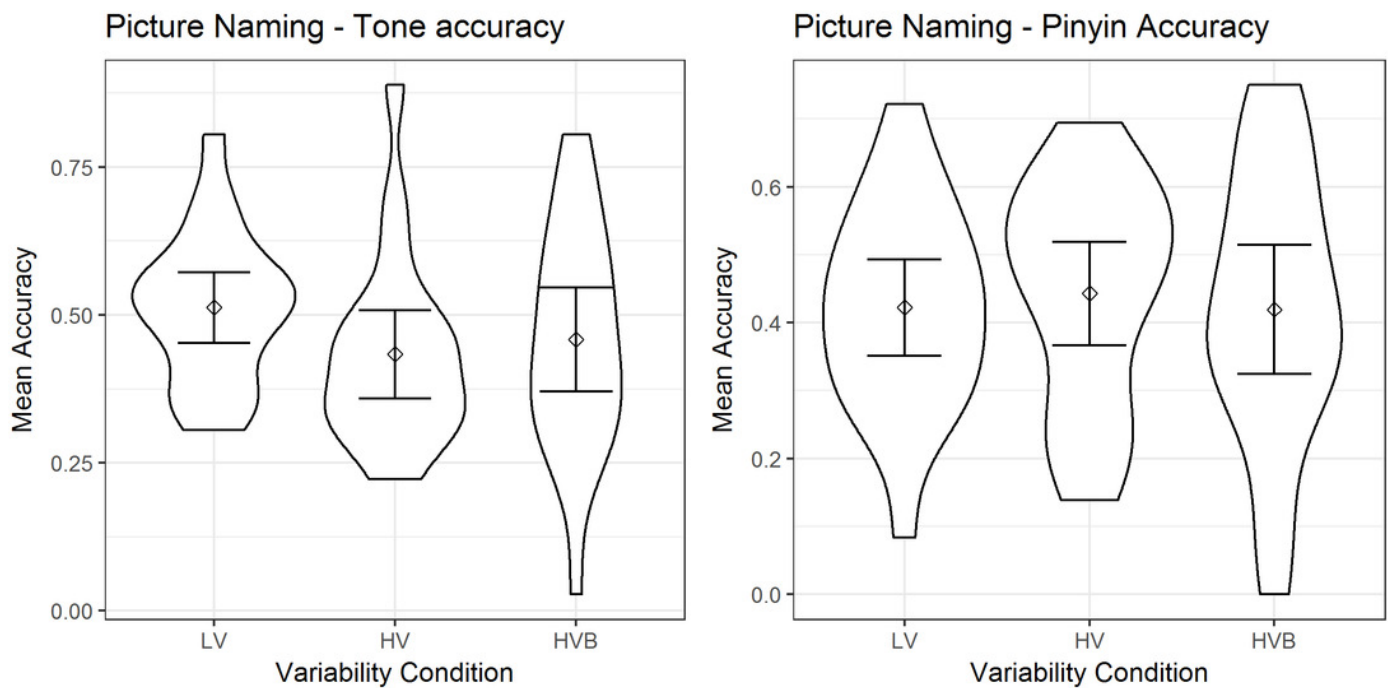 Picture Naming - Tone accuracy
Mean Accuracy
0.75
0.50
0.25
0.00
LV HV HVB
Variability Condition
Picture Naming - Pinyin Accuracy
Mean Accuracy
0.6
0.4
0.2
0.0
LV HV HVB
Variability Condition